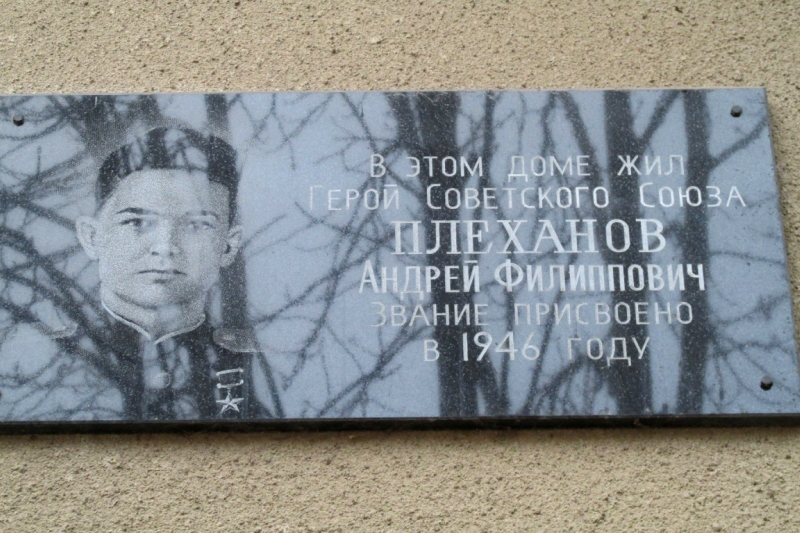 В ЭТОМ ДОМЕ ЖИЛ
ГЕРОЙ СОВЕТСКОГО СОЮЗА
ПЛЕХАНОВ
АНДРЕЙ ФИЛИППОВИЧ
ЗВАНИЕ ПРИСВОЕНО
В 1946 ГОДУ